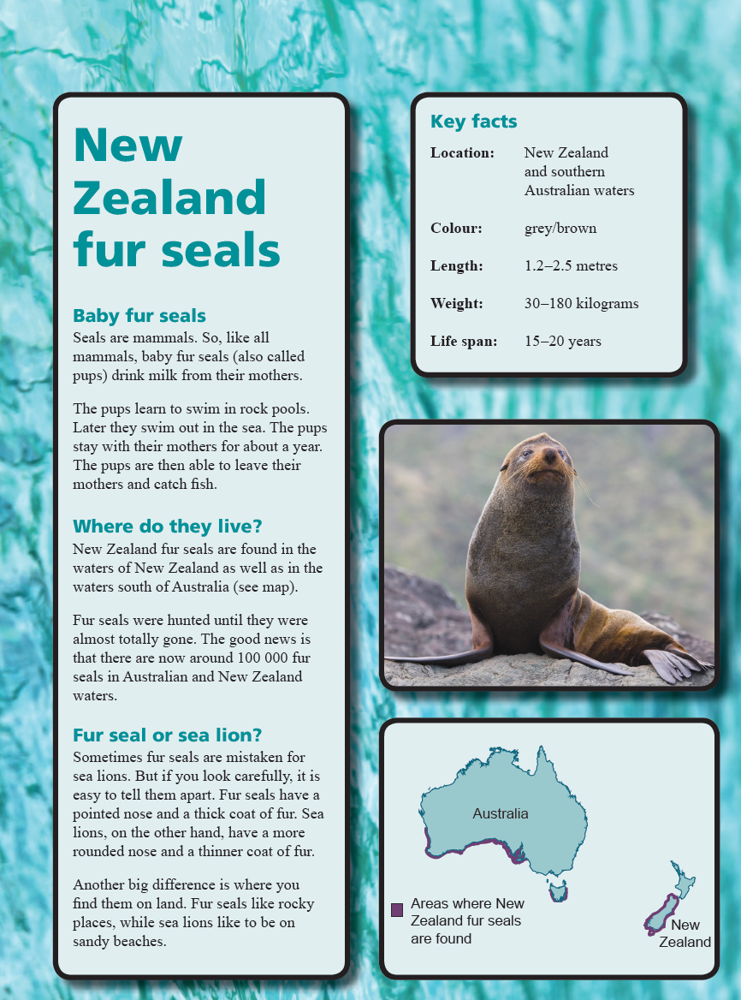 New
Zealand
fur seals
Baby fur seals
Seals are mammals. So, like all
mammals, baby fur seals (also called
pups) drink milk from their mothers.
The pups learn to swim in rock pools.
Later they swim out in the sea. The pups
stay with their mothers for about a year.
The pups are then able to leave their
mothers and catch fish.
Where do they live?
New Zealand fur seals are found in the
waters of New Zealand as well as in the
waters south of Australia (see map).
Fur seals were hunted until they were
almost totally gone. The good news is
that there are now around 100 000 fur
seals in Australian and New Zealand
waters.
Fur seal or sea lion?
Sometimes fur seals are mistaken for
sea lions. But if you look carefully, it is
easy to tell them apart. Fur seals have a
pointed nose and a thick coat of fur. Sea
lions, on the other hand, have a more
rounded nose and a thinner coat of fur.
Another big difference is where you
find them on land. Fur seals like rocky
places, while sea lions like to be on
sandy beaches.
Key facts
Location: New Zealand
and southern
Australian waters
Colour: grey/brown
Length: 1.2–2.5 metres
Weight: 30–180 kilograms
Life span: 15–20 years
Australia
Areas where New
Zealand fur seals
are found
New
Zealand